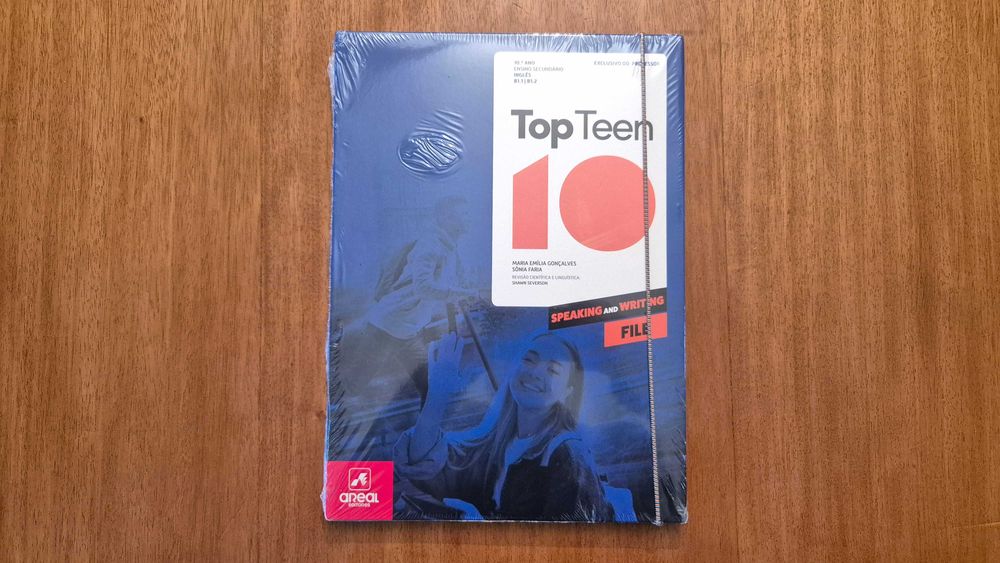 10.º ANO
ENSINO SECUNDÁRIO
INGLÊS
B1.1 | B1.2
EXCLUSIVO DO PROFESSOR
Top Teen
10
MARIA EMÍLIA GONÇALVES
SÓNIA FARIA
REVISÃO CIENTÍFICA E LINGUÍSTICA
SHAWN SEVERSON
SPEAKING AND WRITING
FILE
AREAL
EDITORES